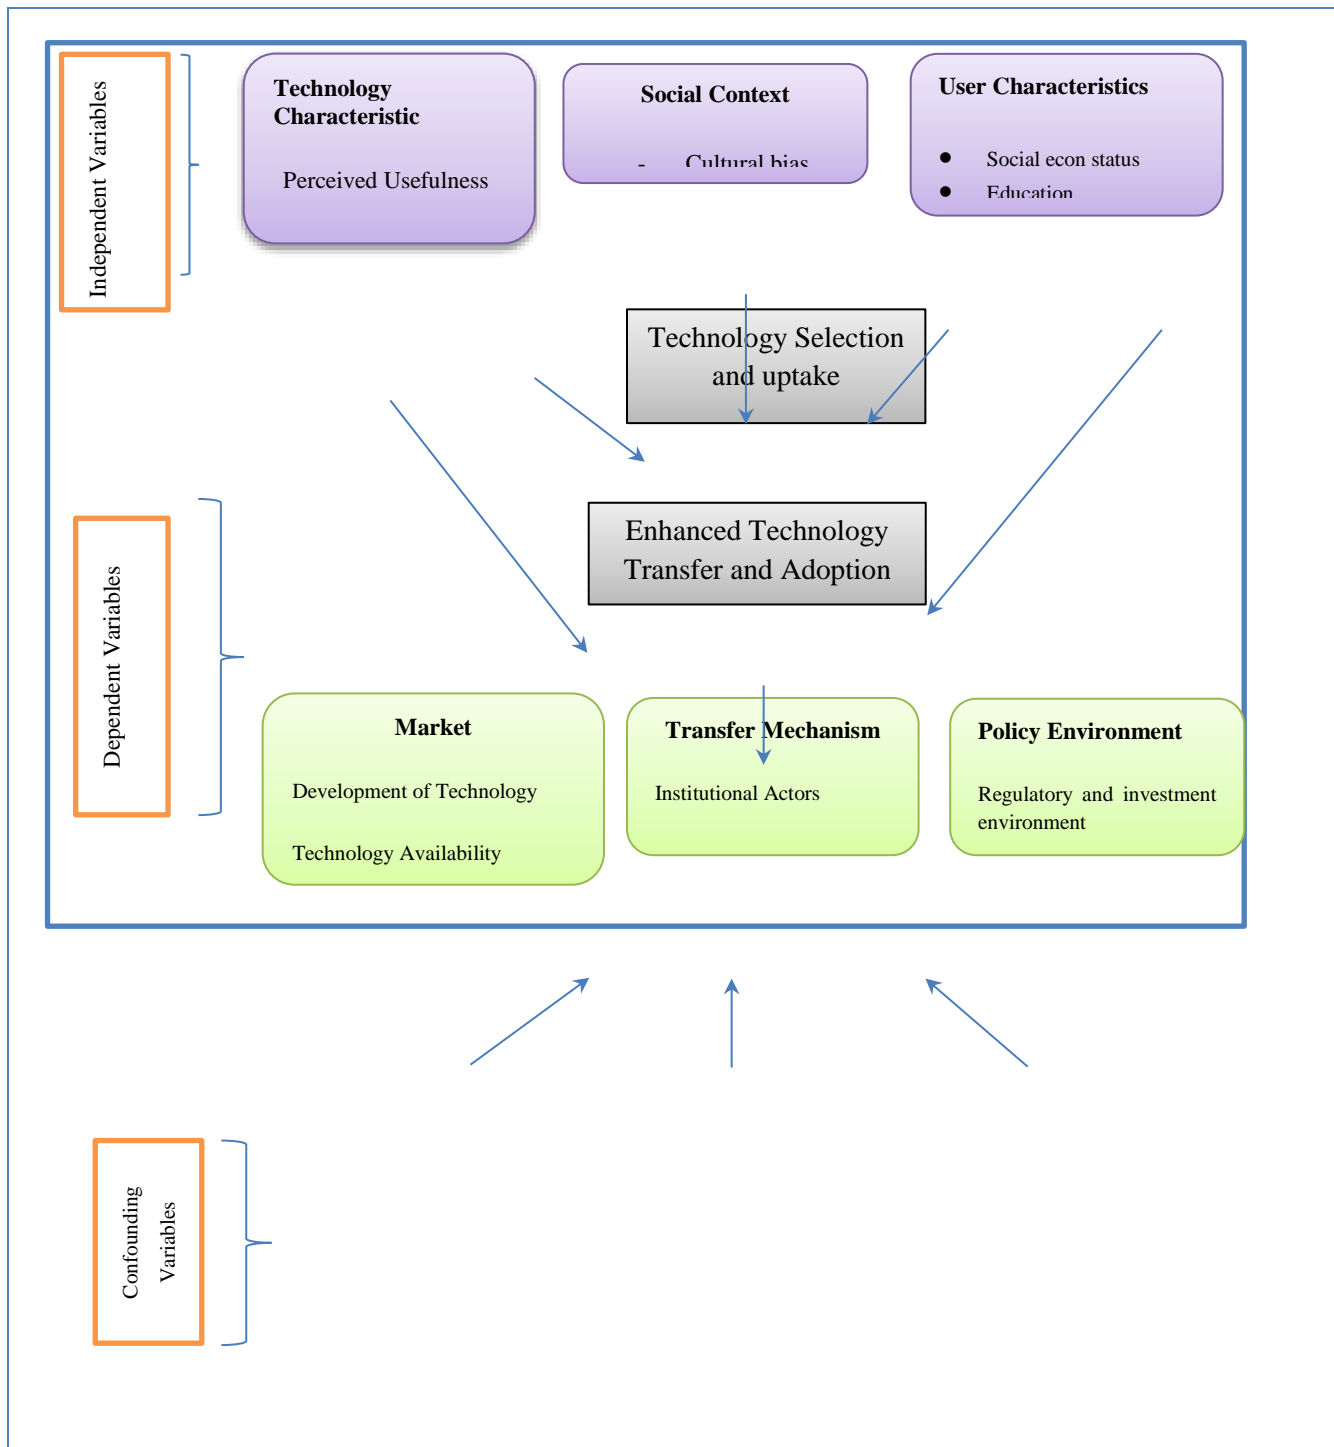 Independent Variables
Technology
Characteristic
Perceived Usefulness
Social Context
- Cultural bias
User Characteristics
● Social econ status
● Education
Technology Selection
and uptake
Enhanced Technology
Transfer and Adoption
Dependent Variables
Market
Development of Technology
Technology Availability
Transfer Mechanism
Institutional Actors
Policy Environment
Regulatory and investment
environment
Confounding
Variables